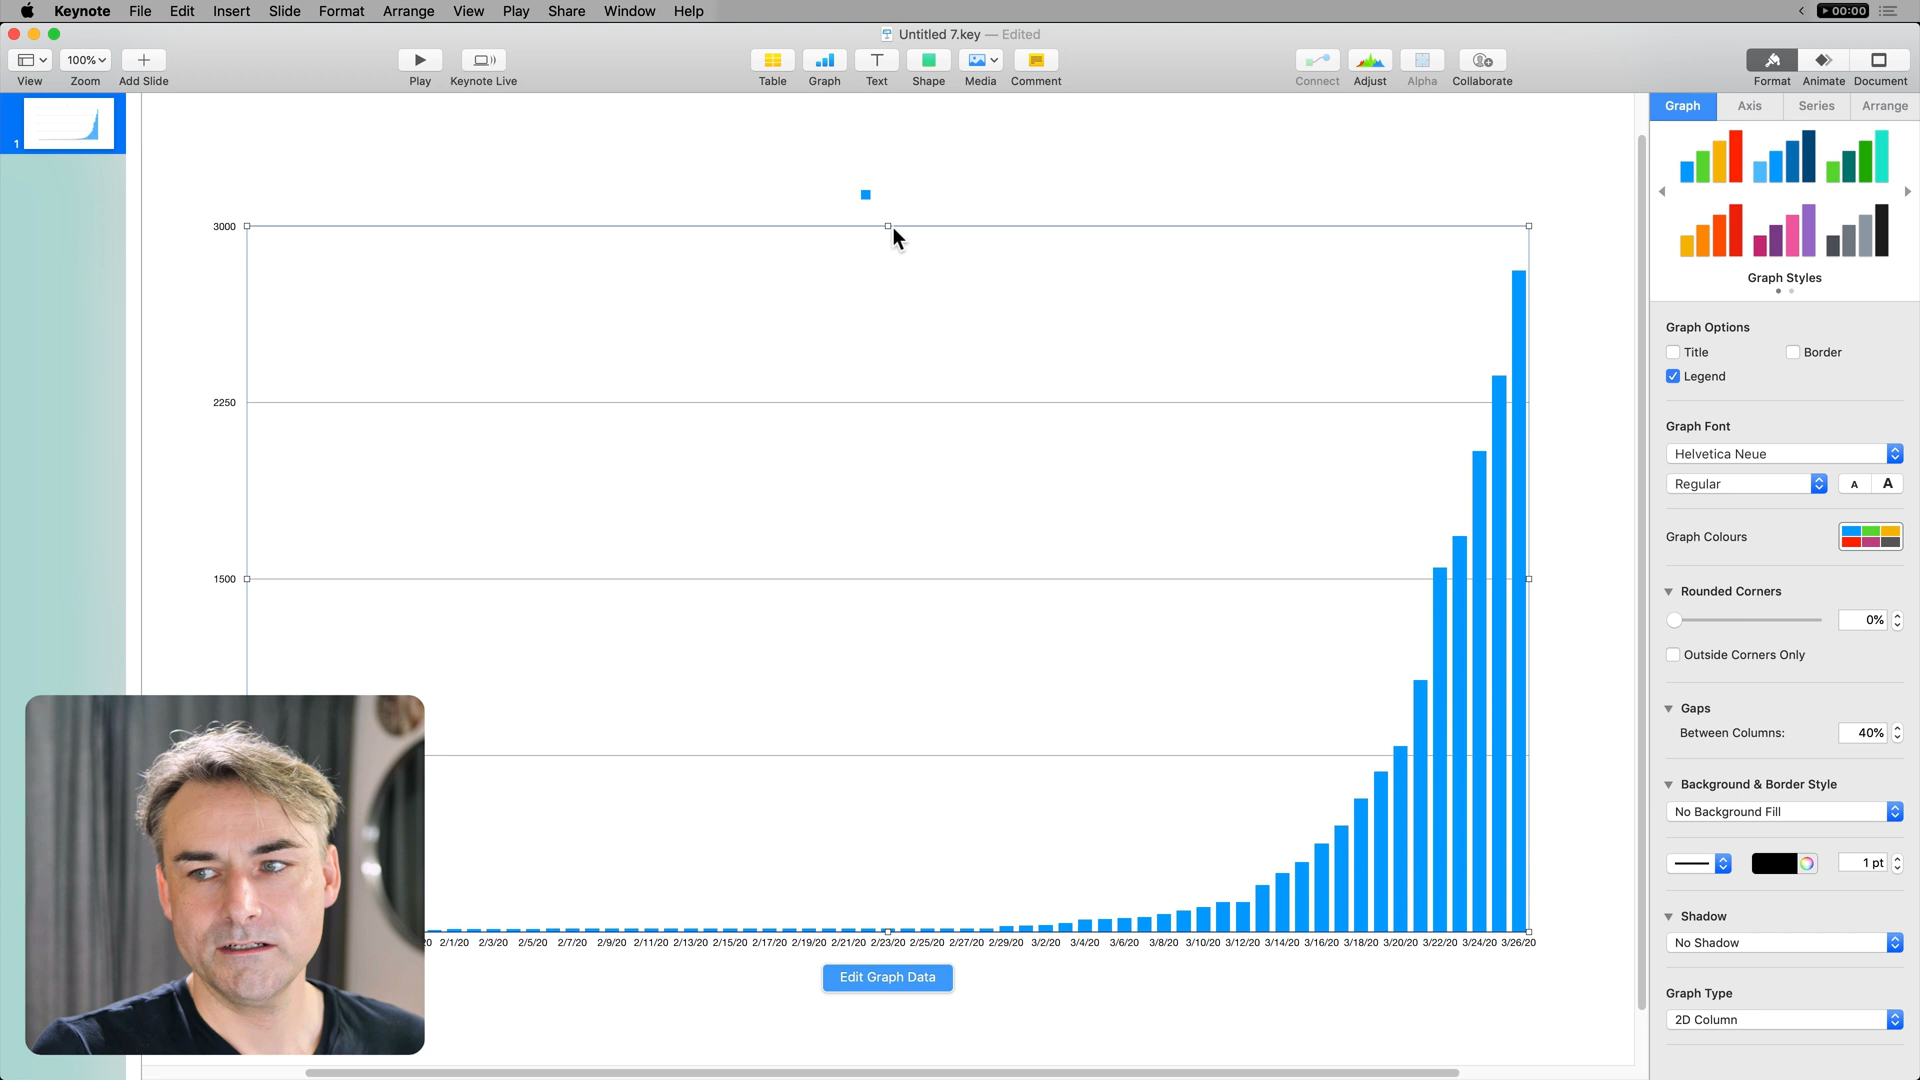 Keynote File Edit Insert Slide Format Arrange View Play Share Window Help 00:00
Untitled 7.key — Edited
100%
View Zoom Add Slide Play Keynote Live Table Graph Text Shape Media Comment Connect Adjust Alpha Collaborate Format Animate Document
Graph Axis Series Arrange
1
3000
2250
1500
20 2/1/20 2/3/20 2/5/20 2/7/20 2/9/20 2/11/20 2/13/20 2/15/20 2/17/20 2/19/20 2/21/20 2/23/20 2/25/20 2/27/20 2/29/20 3/2/20 3/4/20 3/6/20 3/8/20 3/10/20 3/12/20 3/14/20 3/16/20 3/18/20 3/20/20 3/22/20 3/24/20 3/26/20
Edit Graph Data
Graph Styles
Graph Options
Title Border
Legend
Graph Font
Helvetica Neue
Regular A A
Graph Colours
Rounded Corners
0%
Outside Corners Only
Gaps
Between Columns: 40%
Background & Border Style
No Background Fill
1 pt
Shadow
No Shadow
Graph Type
2D Column